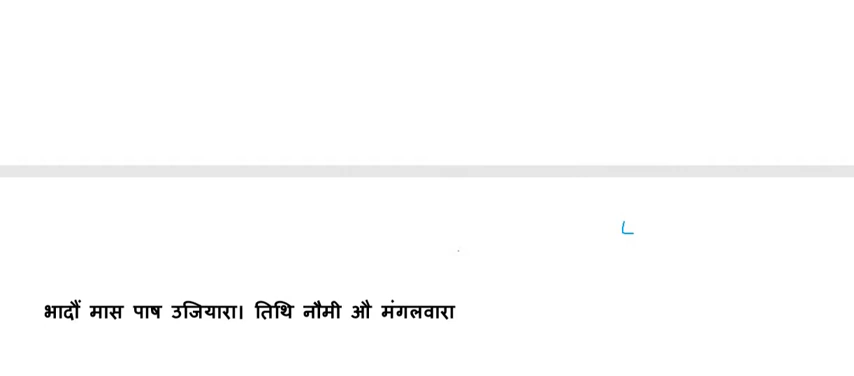 भादौं मास पाष उजियारा। तिथि नौमी औ मंगलवारा